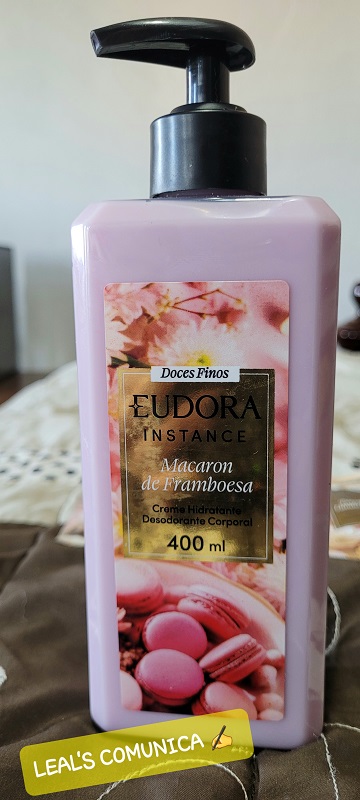 Doces Finos
EUDORA
INSTANCE
Macaron
de Framboesa
Creme Hidratante
Desodorante Corporal
400 ml
LEAL'S COMUNICA ✍️